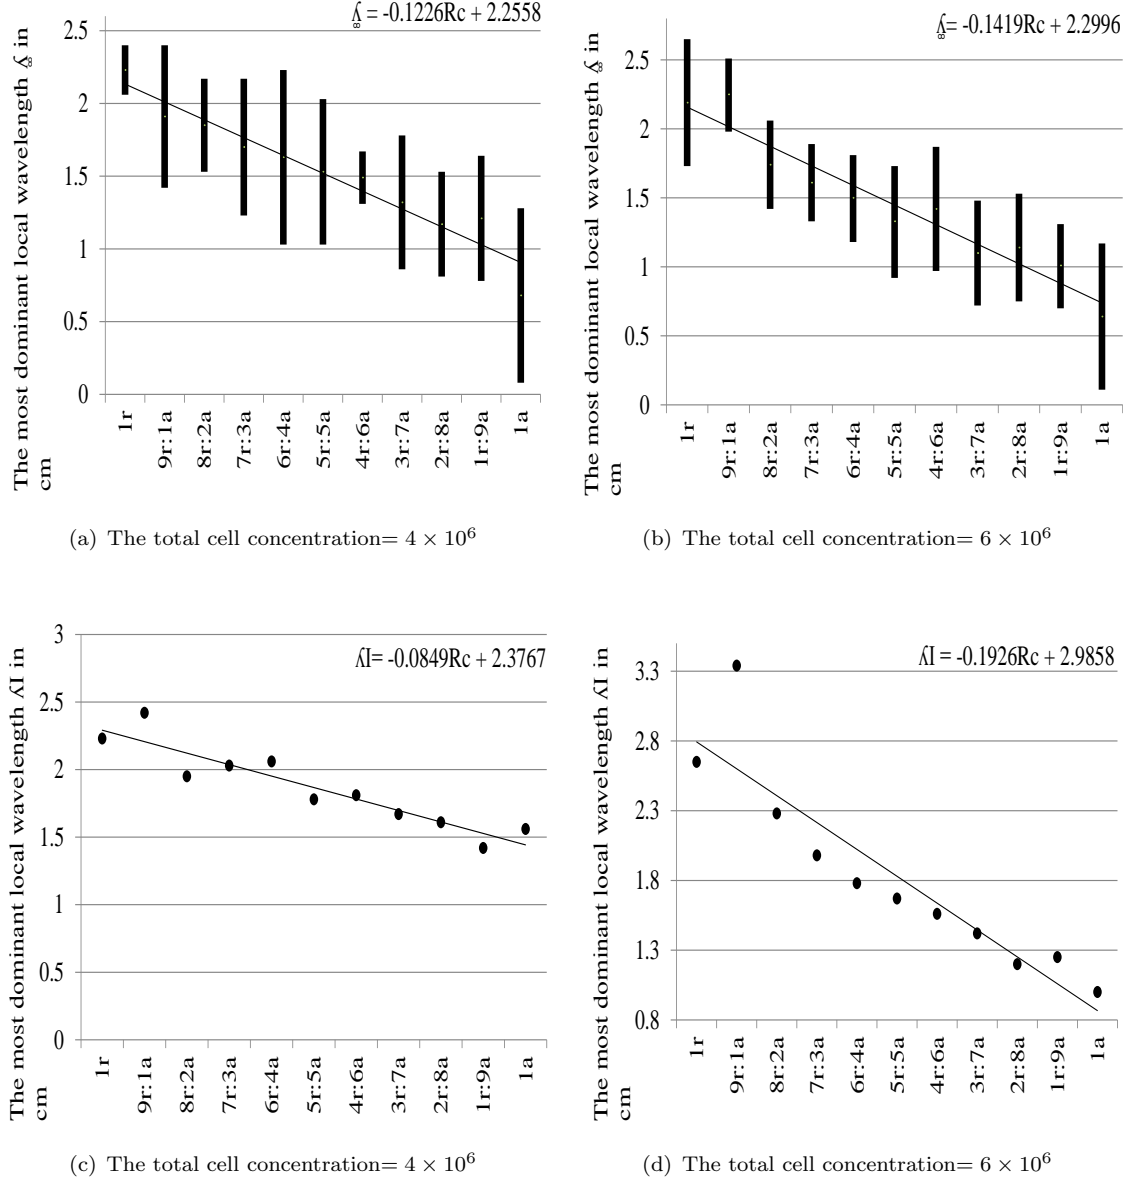 The most dominant local wavelength ʎ∞ in
cm
ʎ∞ = -0.1226Rc + 2.2558
2.5
2
1.5
1
0.5
0
1r
9r:1a
8r:2a
7r:3a
6r:4a
5r:5a
4r:6a
3r:7a
2r:8a
1r:9a
1a
(a) The total cell concentration= 4 × 10⁶
The most dominant local wavelength ʎ∞ in
cm
ʎ∞= -0.1419Rc + 2.2996
2.5
2
1.5
1
0.5
0
1r
9r:1a
8r:2a
7r:3a
6r:4a
5r:5a
4r:6a
3r:7a
2r:8a
1r:9a
1a
(b) The total cell concentration= 6 × 10⁶
The most dominant local wavelength ʎI in
cm
ʎI= -0.0849Rc + 2.3767
3
2.5
2
1.5
1
0.5
0
1r
9r:1a
8r:2a
7r:3a
6r:4a
5r:5a
4r:6a
3r:7a
2r:8a
1r:9a
1a
(c) The total cell concentration= 4 × 10⁶
The most dominant local wavelength ʎI in
cm
ʎI= -0.1926Rc + 2.9858
3.3
2.8
2.3
1.8
1.3
0.8
1r
9r:1a
8r:2a
7r:3a
6r:4a
5r:5a
4r:6a
3r:7a
2r:8a
1r:9a
1a
(d) The total cell concentration= 6 × 10⁶